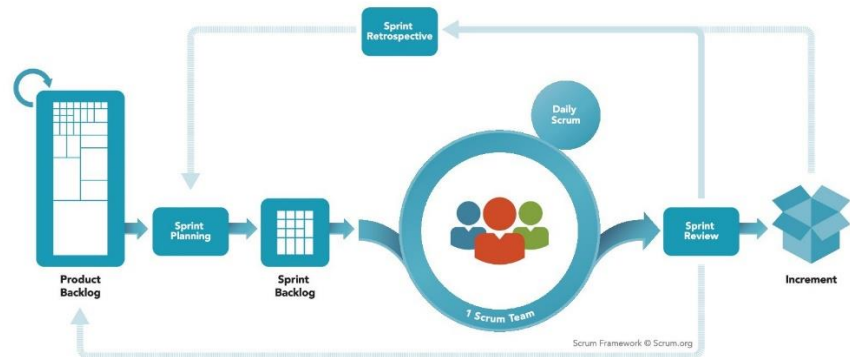 Sprint
Retrospective
Daily
Scrum
Sprint
Planning
Sprint
Review
Product
Backlog
Sprint
Backlog
1 Scrum Team
Increment
Scrum Framework © Scrum.org